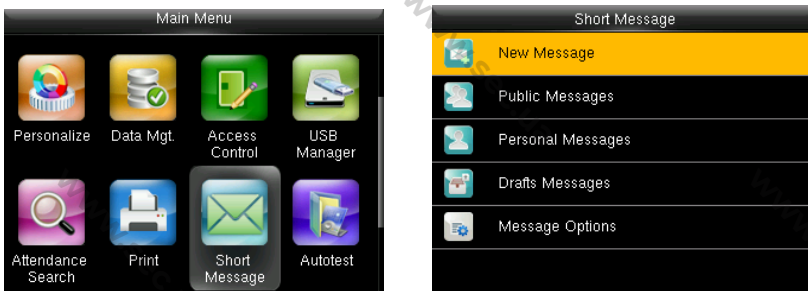 Main Menu
Personalize
Data Mgt.
Access
Control
USB
Manager
Attendance
Search
Print
Short
Message
Autotest
Short Message
New Message
Public Messages
Personal Messages
Drafts Messages
Message Options